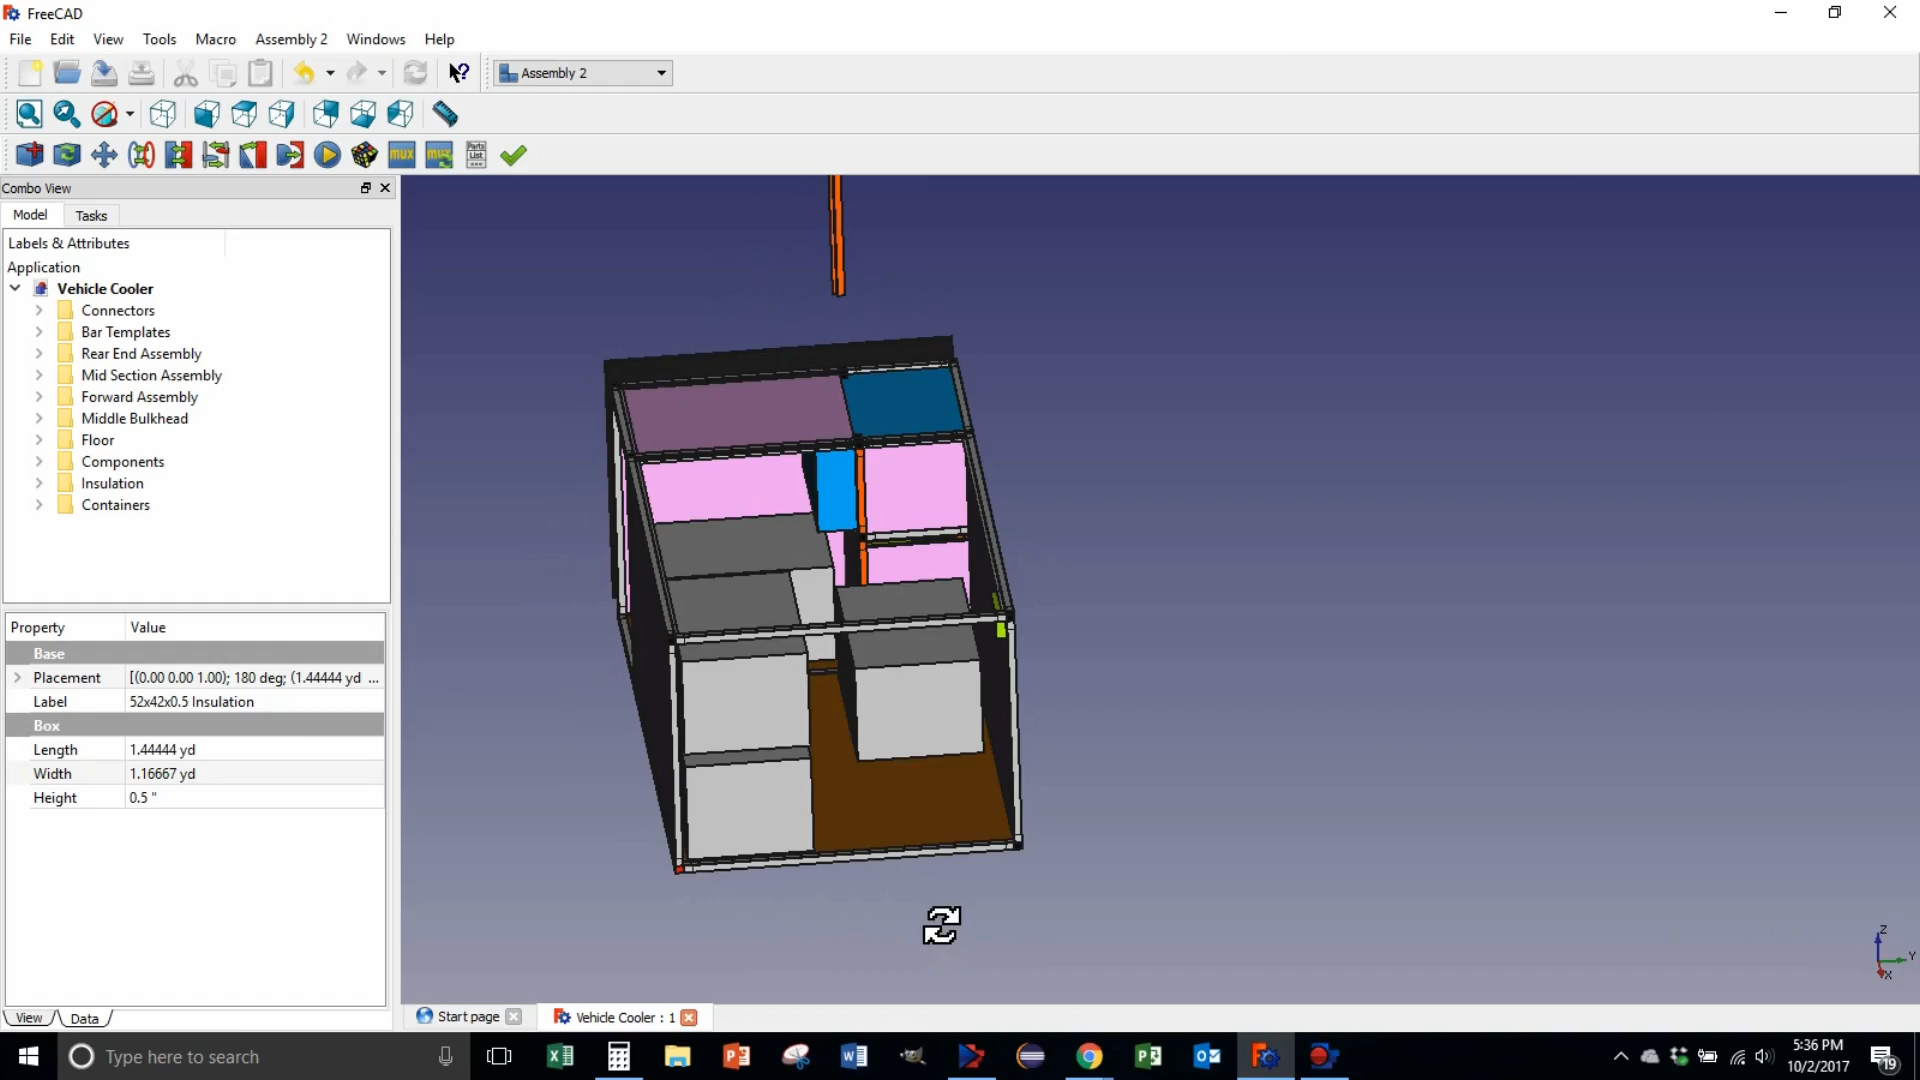 FreeCAD
File Edit View Tools Macro Assembly 2 Windows Help
Assembly 2
mux
Parts List
Combo View
Model Tasks
Labels & Attributes
Application
Vehicle Cooler
Connectors
Bar Templates
Rear End Assembly
Mid Section Assembly
Forward Assembly
Middle Bulkhead
Floor
Components
Insulation
Containers
Property Value
Base
Placement [(0.00 0.00 1.00); 180 deg; (1.44444 yd ...
Label 52x42x0.5 Insulation
Box
Length 1.44444 yd
Width 1.16667 yd
Height 0.5 "
Z
Y
X
View Data
Start page Vehicle Cooler : 1
Type here to search
5:36 PM
10/2/2017
19